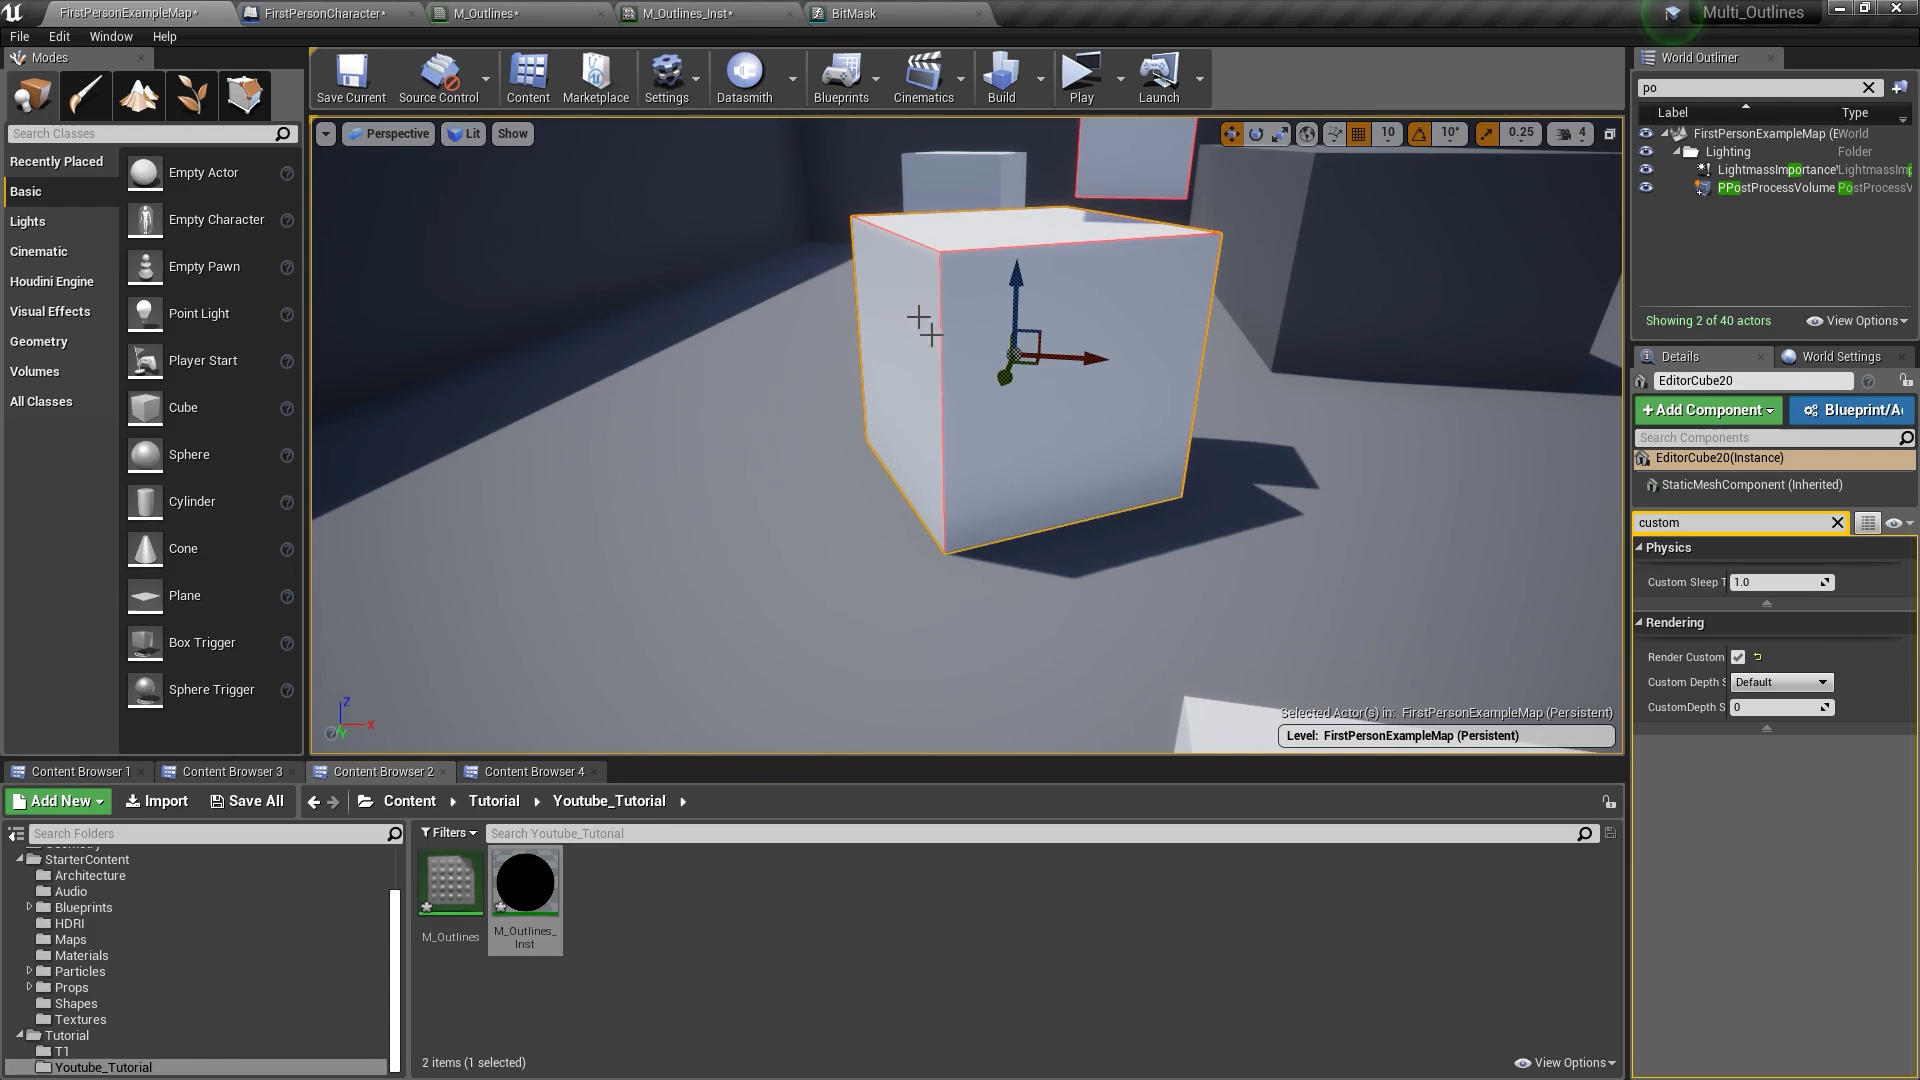 FirstPersonExampleMap*
FirstPersonCharacter*
M_Outlines*
M_Outlines_Inst*
BitMask
Multi_Outlines
File
Edit
Window
Help
Modes
Search Classes
Recently Placed
Basic
Lights
Cinematic
Houdini Engine
Visual Effects
Geometry
Volumes
All Classes
Empty Actor
Empty Character
Empty Pawn
Point Light
Player Start
Cube
Sphere
Cylinder
Cone
Plane
Box Trigger
Sphere Trigger
Save Current
Source Control
Content
Marketplace
Settings
Datasmith
Blueprints
Cinematics
Build
Play
Launch
Perspective
Lit
Show
10
10°
0.25
4
Z
X
Y
Selected Actor(s) in: FirstPersonExampleMap (Persistent)
Level: FirstPersonExampleMap (Persistent)
World Outliner
po
Label
Type
FirstPersonExampleMap (E
World
Lighting
Folder
LightmassImportance
LightmassImp
PPostProcessVolume
PostProcessV
Showing 2 of 40 actors
View Options
Details
World Settings
EditorCube20
+Add Component
Blueprint/A
Search Components
EditorCube20(Instance)
StaticMeshComponent (Inherited)
custom
Physics
Custom Sleep T
1.0
Rendering
Render Custom
Custom Depth S
Default
CustomDepth S
0
Content Browser 1
Content Browser 3
Content Browser 2
Content Browser 4
Add New
Import
Save All
Content
Tutorial
Youtube_Tutorial
Search Folders
Geometry
StarterContent
Architecture
Audio
Blueprints
HDRI
Maps
Materials
Particles
Props
Shapes
Textures
Tutorial
T1
Youtube_Tutorial
Filters
Search Youtube_Tutorial
M_Outlines
M_Outlines_
Inst
2 items (1 selected)
View Options